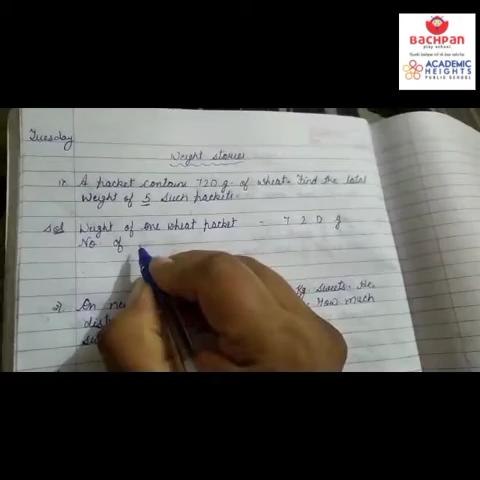 BACHPAN
play school
ACADEMIC
HEIGHTS
PUBLIC SCHOOL
Tuesday
Weight stories
1> A packet contains 720 g. of wheat. Find the total
Weight of 5 such packets.
Sol Weight of one wheat packet - 720 g
No. of
2> On ne kg sweets. He
dist How much